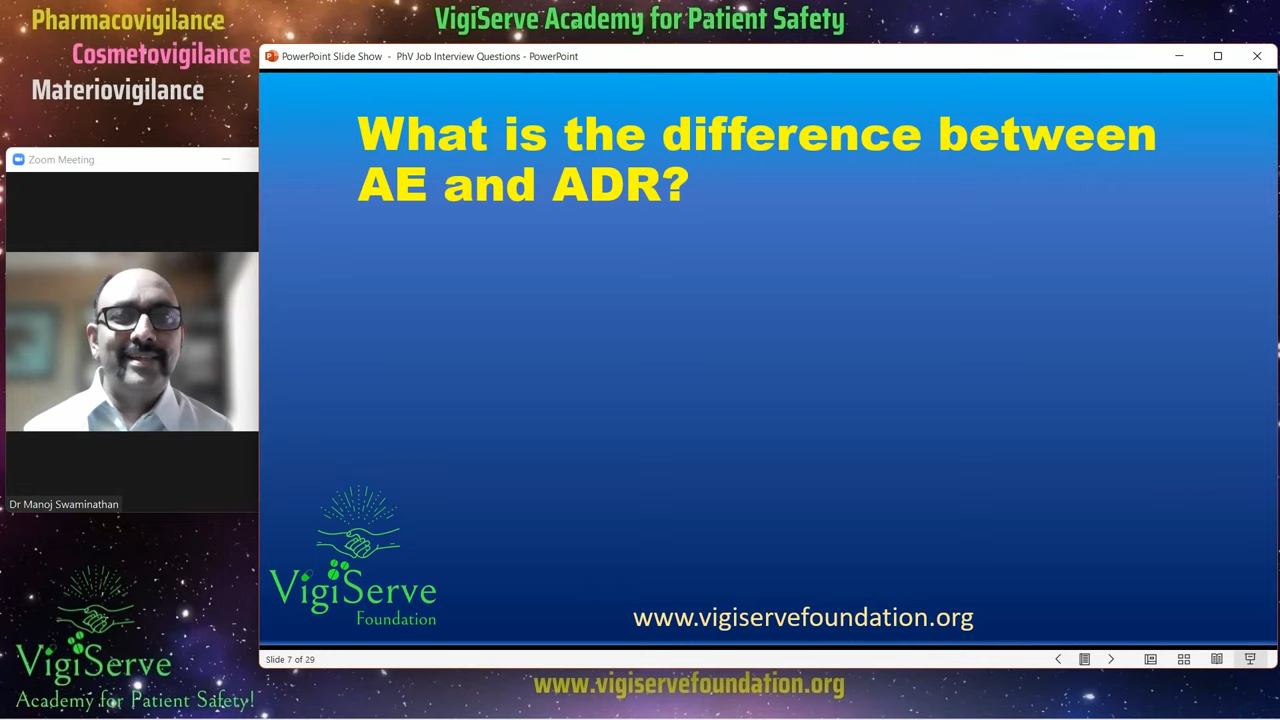 Pharmacovigilance
Cosmetovigilance
Materiovigilance
VigiServe Academy for Patient Safety
PowerPoint Slide Show - PhV Job Interview Questions - PowerPoint
Zoom Meeting
Dr Manoj Swaminathan
What is the difference between
AE and ADR?
VigiServe
Foundation
www.vigiservefoundation.org
Slide 7 of 29
VigiServe
Academy for Patient Safety!
www.vigiservefoundation.org